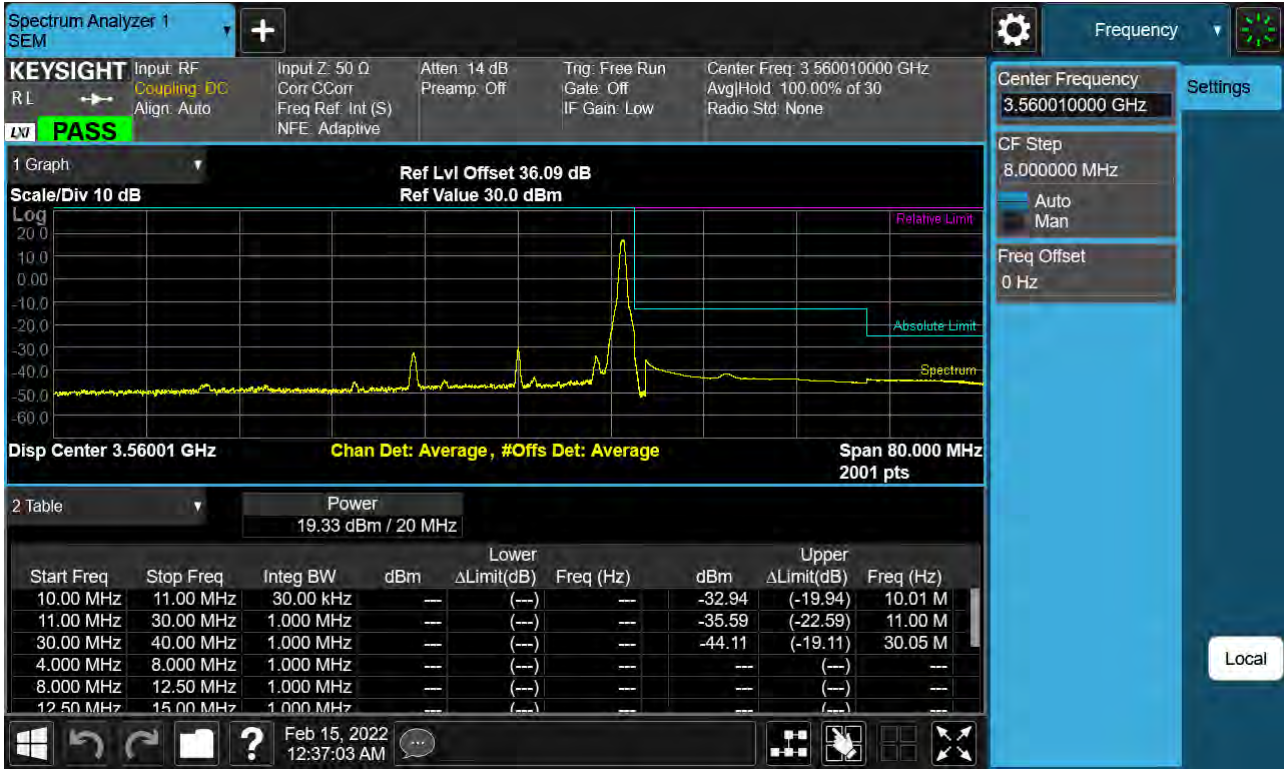 Spectrum Analyzer 1
SEM
Frequency
KEYSIGHT
R L
LXI
PASS
Input: RF
Coupling: DC
Align: Auto
Input Z: 50 Ω
Corr CCorr
Freq Ref: Int (S)
NFE: Adaptive
Atten: 14 dB
Preamp: Off
Trig: Free Run
Gate: Off
IF Gain: Low
Center Freq: 3.560010000 GHz
Avg|Hold: 100.00% of 30
Radio Std: None
Center Frequency
3.560010000 GHz
Settings
CF Step
8.000000 MHz
Auto
Man
Freq Offset
0 Hz
Local
1 Graph
Scale/Div 10 dB
Ref Lvl Offset 36.09 dB
Ref Value 30.0 dBm
Log
20.0
10.0
0.00
-10.0
-20.0
-30.0
-40.0
-50.0
-60.0
Relative Limit
Absolute Limit
Spectrum
Disp Center 3.56001 GHz
Chan Det: Average, #Offs Det: Average
Span 80.000 MHz
2001 pts
2 Table
Power
19.33 dBm / 20 MHz
Lower Upper
Start Freq Stop Freq Integ BW dBm ΔLimit(dB) Freq (Hz) dBm ΔLimit(dB) Freq (Hz)
10.00 MHz 11.00 MHz 30.00 kHz --- (---) --- -32.94 (-19.94) 10.01 M
11.00 MHz 30.00 MHz 1.000 MHz --- (---) --- -35.59 (-22.59) 11.00 M
30.00 MHz 40.00 MHz 1.000 MHz --- (---) --- -44.11 (-19.11) 30.05 M
4.000 MHz 8.000 MHz 1.000 MHz --- (---) --- --- (---) ---
8.000 MHz 12.50 MHz 1.000 MHz --- (---) --- --- (---) ---
12.50 MHz 15.00 MHz 1.000 MHz --- (---) --- --- (---) ---
?
Feb 15, 2022
12:37:03 AM